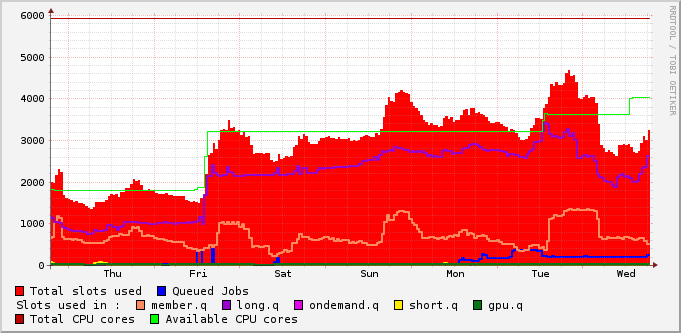 RRDTOOL / TOBI OETIKER
6000
5000
4000
3000
2000
1000
0
Thu Fri Sat Sun Mon Tue Wed
Total slots used Queued Jobs
Slots used in : member.q long.q ondemand.q short.q gpu.q
Total CPU cores Available CPU cores